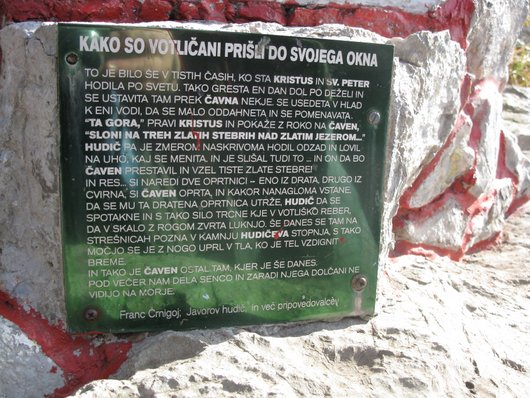 KAKO SO VOTLIČANI PRIŠLI DO SVOJEGA OKNA
TO JE BILO ŠE V TISTIH ČASIH, KO STA KRISTUS IN SV. PETER
HODILA PO SVETU. TAKO GRESTA EN DAN DOL PO DEŽELI IN
SE USTAVITA TAM PREK ČAVNA NEKJE. SE USEDETA V HLAD
K ENI VODI, DA SE MALO ODDAHNETA IN SE POMENAVATA.
"TA GORA," PRAVI KRISTUS IN POKAŽE Z ROKO NA ČAVEN,
"SLONI NA TREH ZLATIH STEBRIH NAD ZLATIM JEZEROM..."
HUDIČ PA JE ZMEROM NASKRIVOMA HODIL ODZAD IN LOVIL
NA UHO, KAJ SE MENITA. IN JE SLIŠAL TUDI TO ... IN ON DA BO
ČAVEN PRESTAVIL IN VZEL TISTE ZLATE STEBRE!
IN RES... SI NAREDI DVE OPRTNICI – ENO IZ DRATA, DRUGO IZ
CVIRNA, SI ČAVEN OPRTA, IN KAKOR NANAGLOMA VSTANE,
DA SE MU TA DRATENA OPRTNICA UTRŽE, HUDIČ DA SE
SPOTAKNE IN S TAKO SILO TRCNE KJE V VOTLIŠKO REBER,
DA V SKALO Z ROGOM ZVRTA LUKNJO. ŠE DANES SE TAM NA
STREŠNICAH POZNA V KAMNJU HUDIČEVA STOPNJA, S TAKO
MOČJO SE JE Z NOGO UPRL V TLA, KO JE TEL VZDIGNIT
BREME.
IN TAKO JE ČAVEN OSTAL TAM, KJER JE ŠE DANES.
POD VEČER NAM DELA SENCO IN ZARADI NJEGA DOLČANI NE
VIDIJO NA MORJE.
Franc Črnigoj: Javorov hudič in več pripovedovalcev